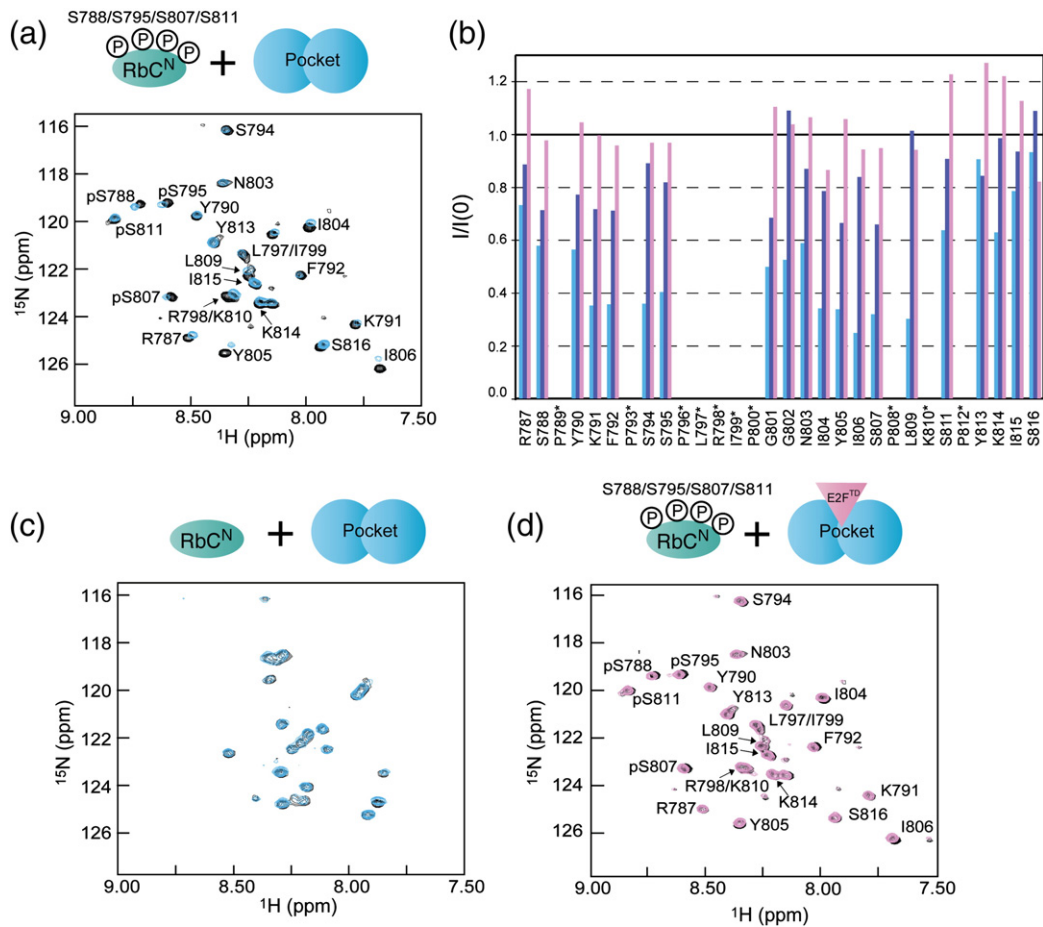 (a)
S788/S795/S807/S811
P P P P
RbC^N + Pocket
116
118
120
122
124
126
15N (ppm)
S794
N803
pS788
pS795
Y790
pS811
Y813
I804
L797/I799
L809
F792
I815
pS807
R798/K810
K814
K791
R787
Y805
S816
I806
9.00 8.50 8.00 7.50
1H (ppm)
(b)
I/I(0)
1.2
1.0
0.8
0.6
0.4
0.2
0.0
R787
S788
P789*
Y790
K791
F792
P793*
S794
S795
P796*
L797*
R798*
I799*
P800*
G801
G802
N803
I804
Y805
I806
S807
P808*
L809
K810*
S811
P812*
Y813
K814
I815
S816
(c)
RbC^N + Pocket
116
118
120
122
124
126
15N (ppm)
9.00 8.50 8.00 7.50
1H (ppm)
(d)
S788/S795/S807/S811
P P P P
E2F^TD
RbC^N + Pocket
116
118
120
122
124
126
15N (ppm)
S794
N803
pS788
pS795
Y790
pS811
Y813
I804
L797/I799
L809
F792
I815
pS807
R798/K810
K814
K791
R787
S816
Y805
I806
9.00 8.50 8.00 7.50
1H (ppm)